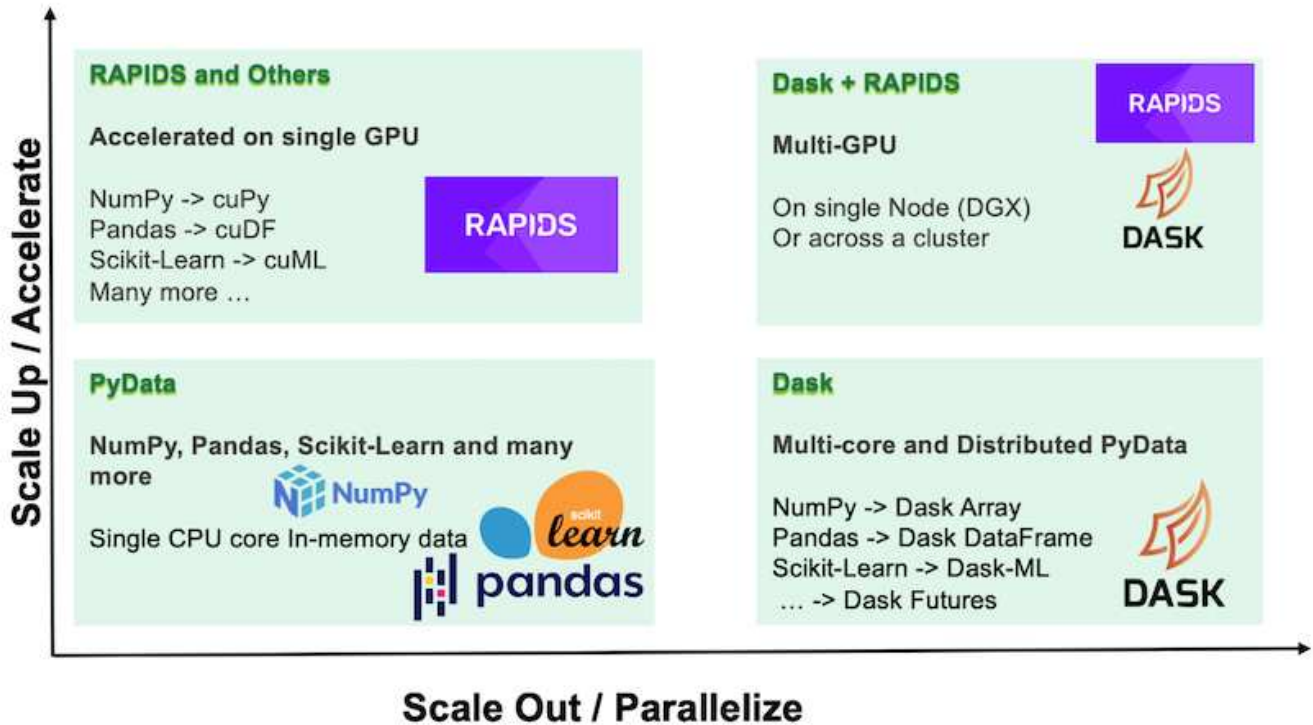 Scale Up / Accelerate
RAPIDS and Others
Accelerated on single GPU
NumPy -> cuPy
Pandas -> cuDF
Scikit-Learn -> cuML
Many more ...
RAPIDS
Dask + RAPIDS
Multi-GPU
On single Node (DGX)
Or across a cluster
RAPIDS
DASK
PyData
NumPy, Pandas, Scikit-Learn and many
more
NumPy
Single CPU core In-memory data
scikit
learn
pandas
Dask
Multi-core and Distributed PyData
NumPy -> Dask Array
Pandas -> Dask DataFrame
Scikit-Learn -> Dask-ML
... -> Dask Futures
DASK
Scale Out / Parallelize